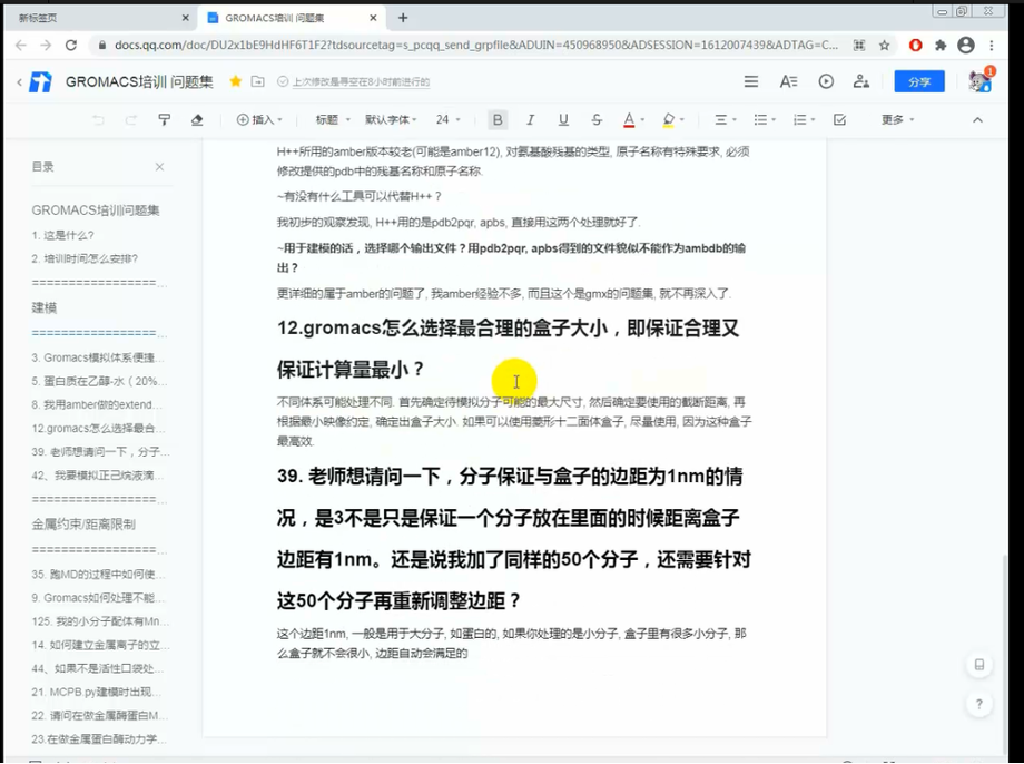 新标签页
GROMACS培训 问题集
docs.qq.com/doc/DU2x1bE9HdHF6T1F2?tdsourcetag=s_pcqq_send_grpfile&ADUIN=450968950&ADSESSION=1612007439&ADTAG=C...
GROMACS培训 问题集
上次修改是寻空在8小时前进行的
分享
1
插入
标题
默认字体
24
B
I
U
S
A
更多
目录
GROMACS培训问题集
1. 这是什么?
2. 培训时间怎么安排?
==================...
建模
==================...
3. Gromacs模拟体系便捷...
5. 蛋白质在乙醇-水（20%...
8. 我用amber做的extend...
12.gromacs怎么选择最合...
39. 老师想请问一下，分子...
42、我要模拟正己烷液滴...
==================...
金属约束/距离限制
==================...
35. 跑MD的过程中如何使...
9. Gromacs如何处理不能...
125. 我的小分子配体有Mn...
14. 如何建立金属离子的立...
44、如果不是活性口袋处...
21. MCPB.py建模时出现...
22. 请问在做金属酶蛋白M...
23.在做金属蛋白酶动力学...
H++所用的amber版本较老(可能是amber12), 对氨基酸残基的类型, 原子名称有特殊要求, 必须
修改提供的pdb中的残基名称和原子名称.
~有没有什么工具可以代替H++？
我初步的观察发现, H++用的是pdb2pqr, apbs, 直接用这两个处理就好了.
~用于建模的话，选择哪个输出文件？用pdb2pqr, apbs得到的文件貌似不能作为ambdb的输
出？
更详细的属于amber的问题了, 我amber经验不多, 而且这个是gmx的问题集, 就不再深入了.
12.gromacs怎么选择最合理的盒子大小，即保证合理又
保证计算量最小？
不同体系可能处理不同. 首先确定待模拟分子可能的最大尺寸, 然后确定要使用的截断距离, 再
根据最小映像约定, 确定出盒子大小. 如果可以使用菱形十二面体盒子, 尽量使用, 因为这种盒子
最高效.
39. 老师想请问一下，分子保证与盒子的边距为1nm的情
况，是3不是只是保证一个分子放在里面的时候距离盒子
边距有1nm。还是说我加了同样的50个分子，还需要针对
这50个分子再重新调整边距？
这个边距1nm, 一般是用于大分子, 如蛋白的, 如果你处理的是小分子, 盒子里有很多小分子, 那
么盒子就不会很小, 边距自动会满足的
?